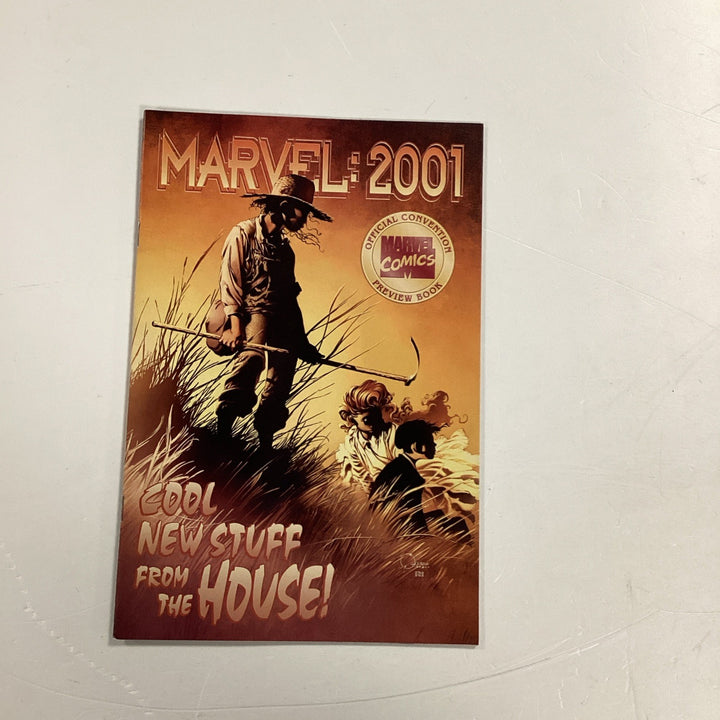 MARVEL: 2001
OFFICIAL CONVENTION
MARVEL
COMICS
PREVIEW BOOK
COOL
NEW STUFF
FROM
THE HOUSE!